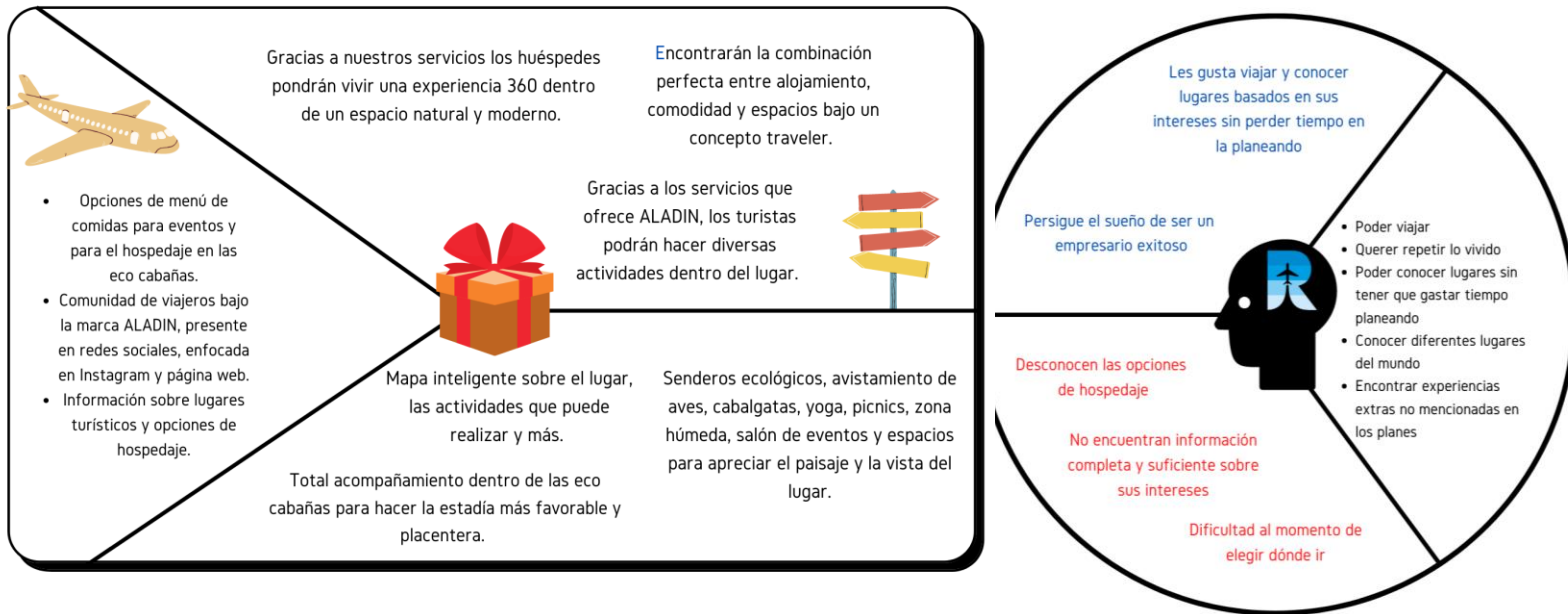 Gracias a nuestros servicios los huéspedes
pondrán vivir una experiencia 360 dentro
de un espacio natural y moderno.
Encontrarán la combinación
perfecta entre alojamiento,
comodidad y espacios bajo un
concepto traveler.
Gracias a los servicios que
ofrece ALADIN, los turistas
podrán hacer diversas
actividades dentro del lugar.
• Opciones de menú de
comidas para eventos y
para el hospedaje en las
eco cabañas.
• Comunidad de viajeros bajo
la marca ALADIN, presente
en redes sociales, enfocada
en Instagram y página web.
• Información sobre lugares
turísticos y opciones de
hospedaje.
Mapa inteligente sobre el lugar,
las actividades que puede
realizar y más.
Total acompañamiento dentro de las eco
cabañas para hacer la estadía más favorable y
placentera.
Senderos ecológicos, avistamiento de
aves, cabalgatas, yoga, picnics, zona
húmeda, salón de eventos y espacios
para apreciar el paisaje y la vista del
lugar.
Les gusta viajar y conocer
lugares basados en sus
intereses sin perder tiempo en
la planeando
Persigue el sueño de ser un
empresario exitoso
R
• Poder viajar
• Querer repetir lo vivido
• Poder conocer lugares sin
tener que gastar tiempo
planeando
• Conocer diferentes lugares
del mundo
• Encontrar experiencias
extras no mencionadas en
los planes
Desconocen las opciones
de hospedaje
No encuentran información
completa y suficiente sobre
sus intereses
Dificultad al momento de
elegir dónde ir